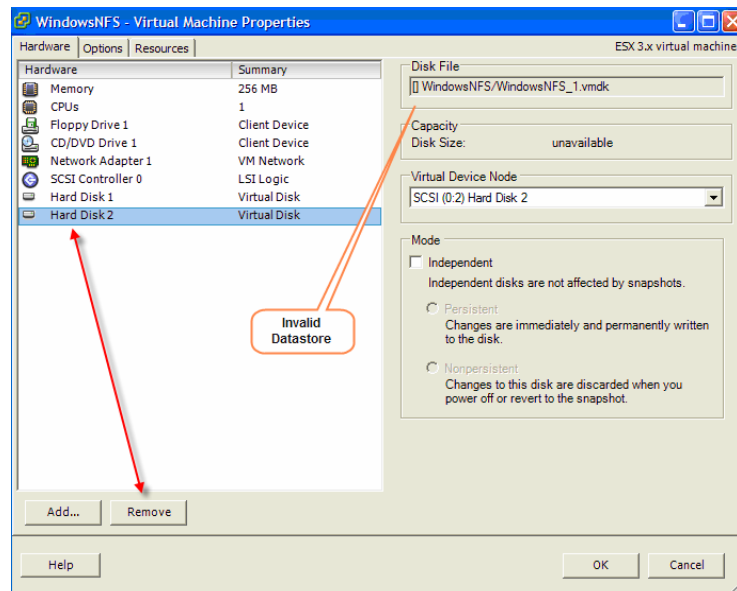 WindowsNFS - Virtual Machine Properties
Hardware Options Resources
ESX 3.x virtual machine
Hardware Summary
Memory 256 MB
CPUs 1
Floppy Drive 1 Client Device
CD/DVD Drive 1 Client Device
Network Adapter 1 VM Network
SCSI Controller 0 LSI Logic
Hard Disk 1 Virtual Disk
Hard Disk 2 Virtual Disk
Invalid
Datastore
Add...
Remove
Disk File
[] WindowsNFS/WindowsNFS_1.vmdk
Capacity
Disk Size: unavailable
Virtual Device Node
SCSI (0:2) Hard Disk 2
Mode
Independent
Independent disks are not affected by snapshots.
Persistent
Changes are immediately and permanently written
to the disk.
Nonpersistent
Changes to this disk are discarded when you
power off or revert to the snapshot.
Help
OK
Cancel